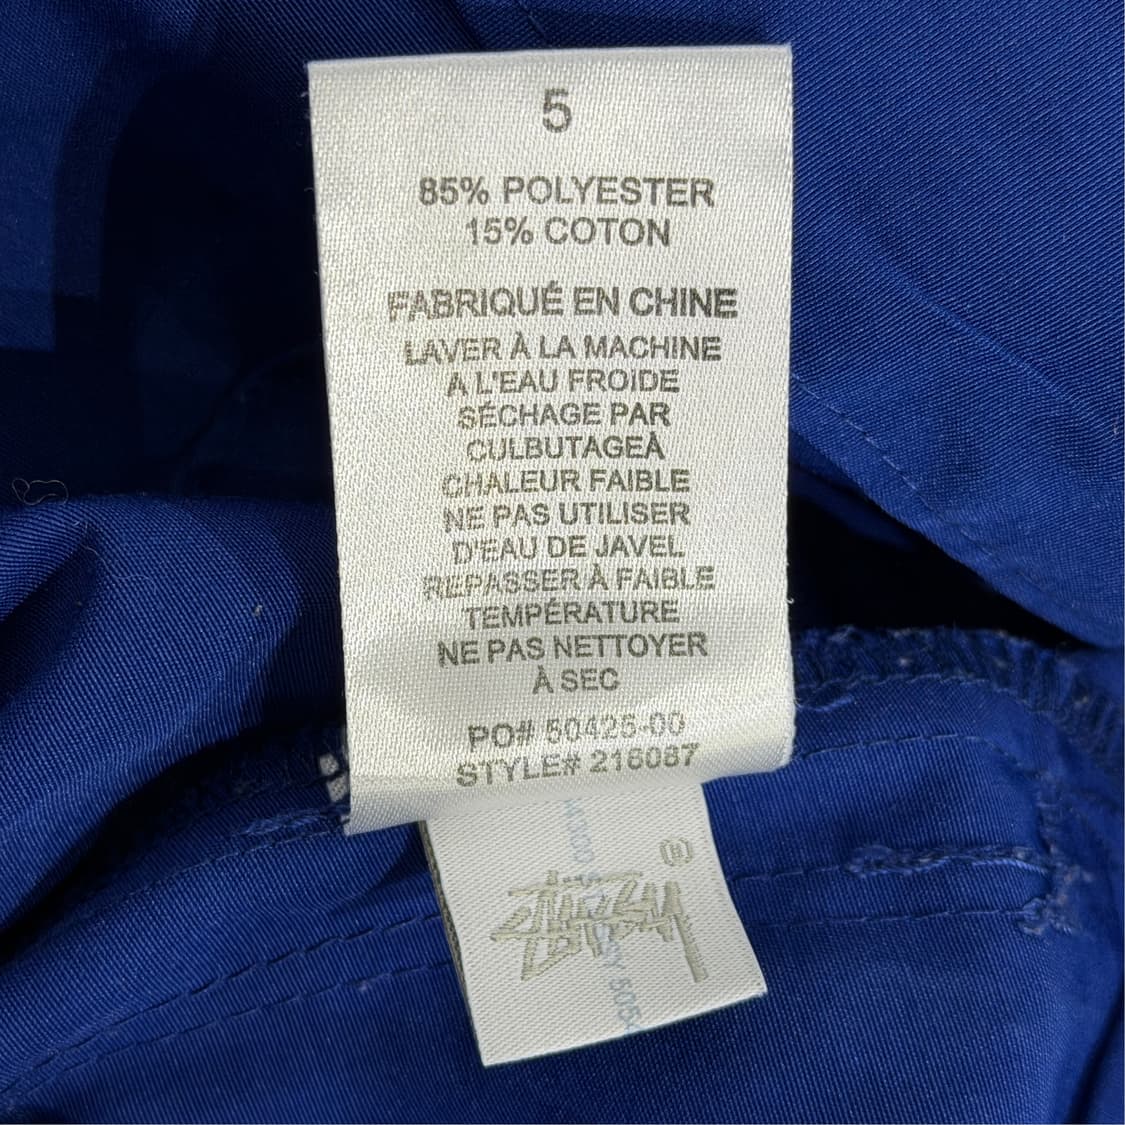 5
85% POLYESTER
15% COTON
FABRIQUÉ EN CHINE
LAVER À LA MACHINE
A L'EAU FROIDE
SÉCHAGE PAR
CULBUTAGEÀ
CHALEUR FAIBLE
NE PAS UTILISER
D'EAU DE JAVEL
REPASSER À FAIBLE
TEMPÉRATURE
NE PAS NETTOYER
À SEC
PO# 50425-00
STYLE# 216087
®
STÜSSY